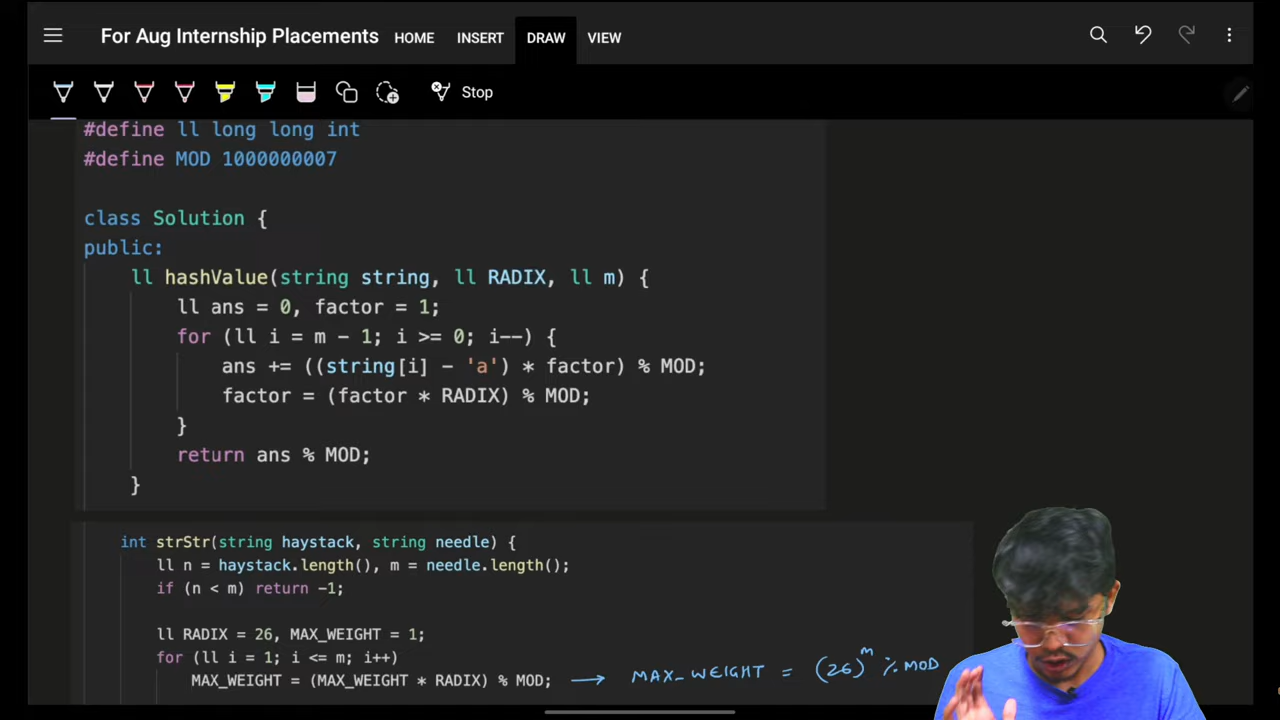 For Aug Internship Placements HOME INSERT DRAW VIEW
Stop
#define ll long long int
#define MOD 1000000007
class Solution {
public:
ll hashValue(string string, ll RADIX, ll m) {
ll ans = 0, factor = 1;
for (ll i = m - 1; i >= 0; i--) {
ans += ((string[i] - 'a') * factor) % MOD;
factor = (factor * RADIX) % MOD;
}
return ans % MOD;
}
int strStr(string haystack, string needle) {
ll n = haystack.length(), m = needle.length();
if (n < m) return -1;
ll RADIX = 26, MAX_WEIGHT = 1;
for (ll i = 1; i <= m; i++)
MAX_WEIGHT = (MAX_WEIGHT * RADIX) % MOD; → MAX_WEIGHT = (26)^m % MOD